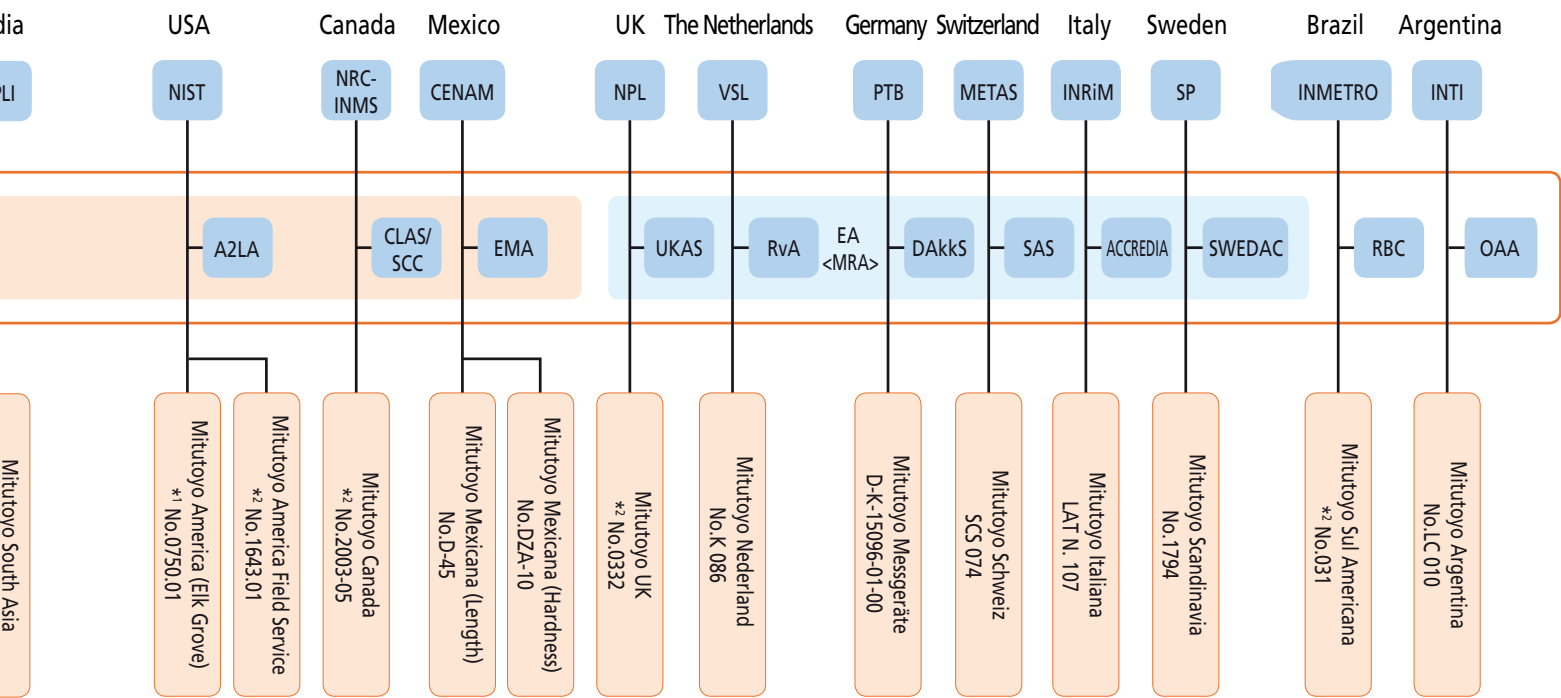 dia
USA
Canada
Mexico
UK
The Netherlands
Germany
Switzerland
Italy
Sweden
Brazil
Argentina
PLI
NIST
NRC-
INMS
CENAM
NPL
VSL
PTB
METAS
INRiM
SP
INMETRO
INTI
A2LA
CLAS/
SCC
EMA
UKAS
RvA
EA
<MRA>
DAkkS
SAS
ACCREDIA
SWEDAC
RBC
OAA
Mitutoyo South Asia
Mitutoyo America (Elk Grove)
*1 No.0750.01
Mitutoyo America Field Service
*2 No.1643.01
Mitutoyo Canada
*2 No.2003-05
Mitutoyo Mexicana (Length)
No.D-45
Mitutoyo Mexicana (Hardness)
No.DZA-10
Mitutoyo UK
*2 No.0332
Mitutoyo Nederland
No.K 086
Mitutoyo Messgeräte
D-K-15096-01-00
Mitutoyo Schweiz
SCS 074
Mitutoyo Italiana
LAT N. 107
Mitutoyo Scandinavia
No.1794
Mitutoyo Sul Americana
*2 No.031
Mitutoyo Argentina
No.LC 010